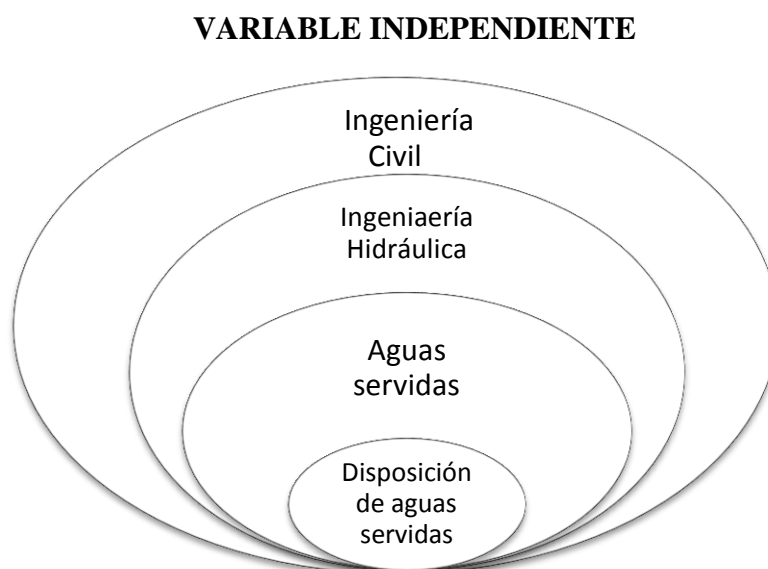 VARIABLE INDEPENDIENTE
Ingeniería
Civil
Ingeniaería
Hidráulica
Aguas
servidas
Disposición
de aguas
servidas